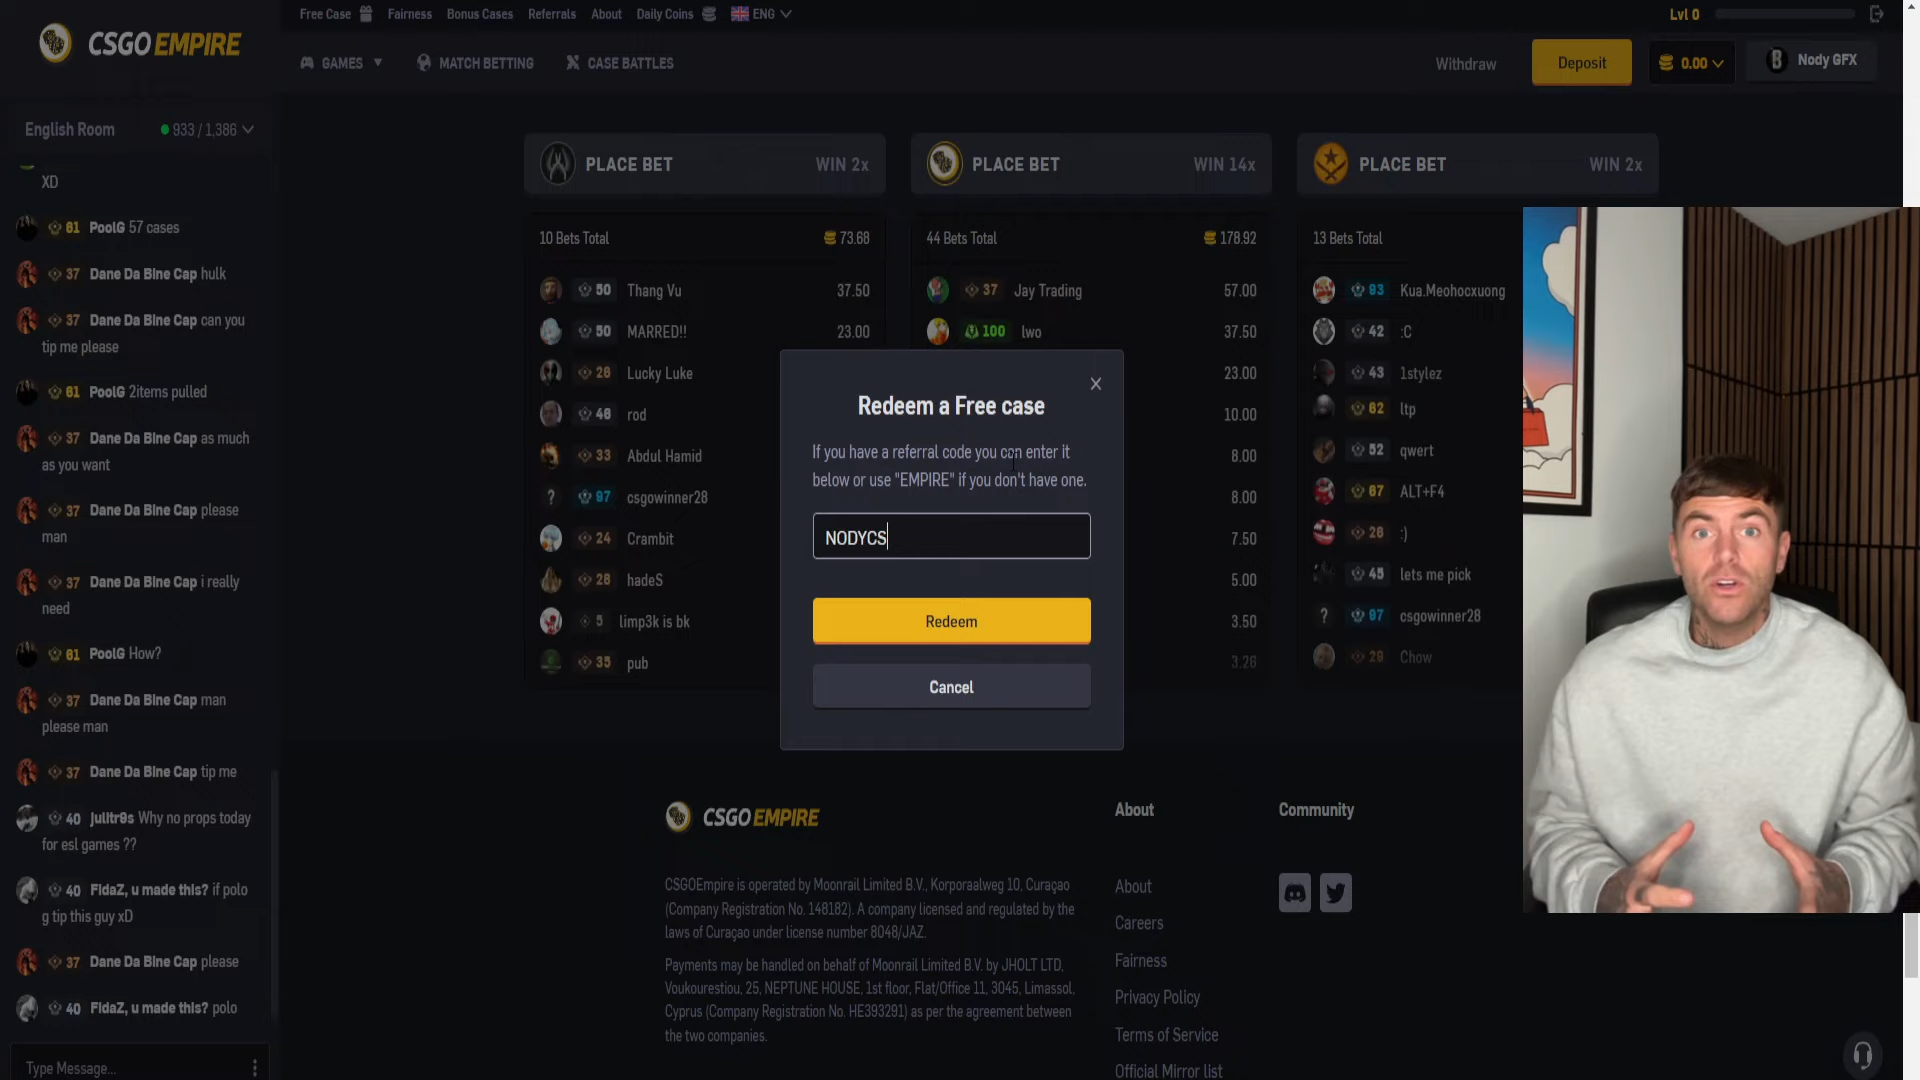 Free Case
Fairness
Bonus Cases
Referrals
About
Daily Coins
ENG
Lvl 0
CSGOEMPIRE
GAMES
MATCH BETTING
CASE BATTLES
Withdraw
Deposit
0.00
Nody GFX
English Room
933 / 1,386
XD
61 PoolG 57 cases
37 Dane Da Bine Cap hulk
37 Dane Da Bine Cap can you
tip me please
61 PoolG 2items pulled
37 Dane Da Bine Cap as much
as you want
37 Dane Da Bine Cap please
man
37 Dane Da Bine Cap i really
need
61 PoolG How?
37 Dane Da Bine Cap man
please man
37 Dane Da Bine Cap tip me
40 julitr9s Why no props today
for esl games ??
40 FidaZ, u made this? if polo
g tip this guy xD
37 Dane Da Bine Cap please
40 FidaZ, u made this? polo
Type Message...
PLACE BET WIN 2x
10 Bets Total 73.68
50 Thang Vu 37.50
50 MARRED!! 23.00
28 Lucky Luke
46 rod
33 Abdul Hamid
? 97 csgowinner28
24 Crambit
28 hadeS
5 limp3k is bk
35 pub
PLACE BET WIN 14x
44 Bets Total 178.92
37 Jay Trading 57.00
100 lwo 37.50
23.00
10.00
8.00
8.00
7.50
5.00
3.50
3.26
PLACE BET WIN 2x
13 Bets Total
93 Kua.Meohocxuong
42 :C
43 1stylez
62 ltp
52 qwert
87 ALT+F4
28 :)
45 lets me pick
? 97 csgowinner28
29 Chow
Redeem a Free case
If you have a referral code you can enter it
below or use "EMPIRE" if you don't have one.
NODYCS
Redeem
Cancel
CSGOEMPIRE
CSGOEmpire is operated by Moonrail Limited B.V., Korporaalweg 10, Curaçao
(Company Registration No. 148182). A company licensed and regulated by the
laws of Curaçao under license number 8048/JAZ.
Payments may be handled on behalf of Moonrail Limited B.V. by JHOLT LTD,
Voukourestiou, 25, NEPTUNE HOUSE, 1st floor, Flat/Office 11, 3045, Limassol,
Cyprus (Company Registration No. HE393291) as per the agreement between
the two companies.
About
About
Careers
Fairness
Privacy Policy
Terms of Service
Official Mirror list
Community